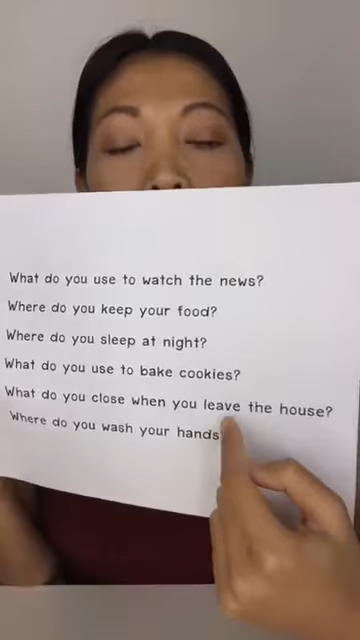 What do you use to watch the news?
Where do you keep your food?
Where do you sleep at night?
What do you use to bake cookies?
What do you close when you leave the house?
Where do you wash your hands